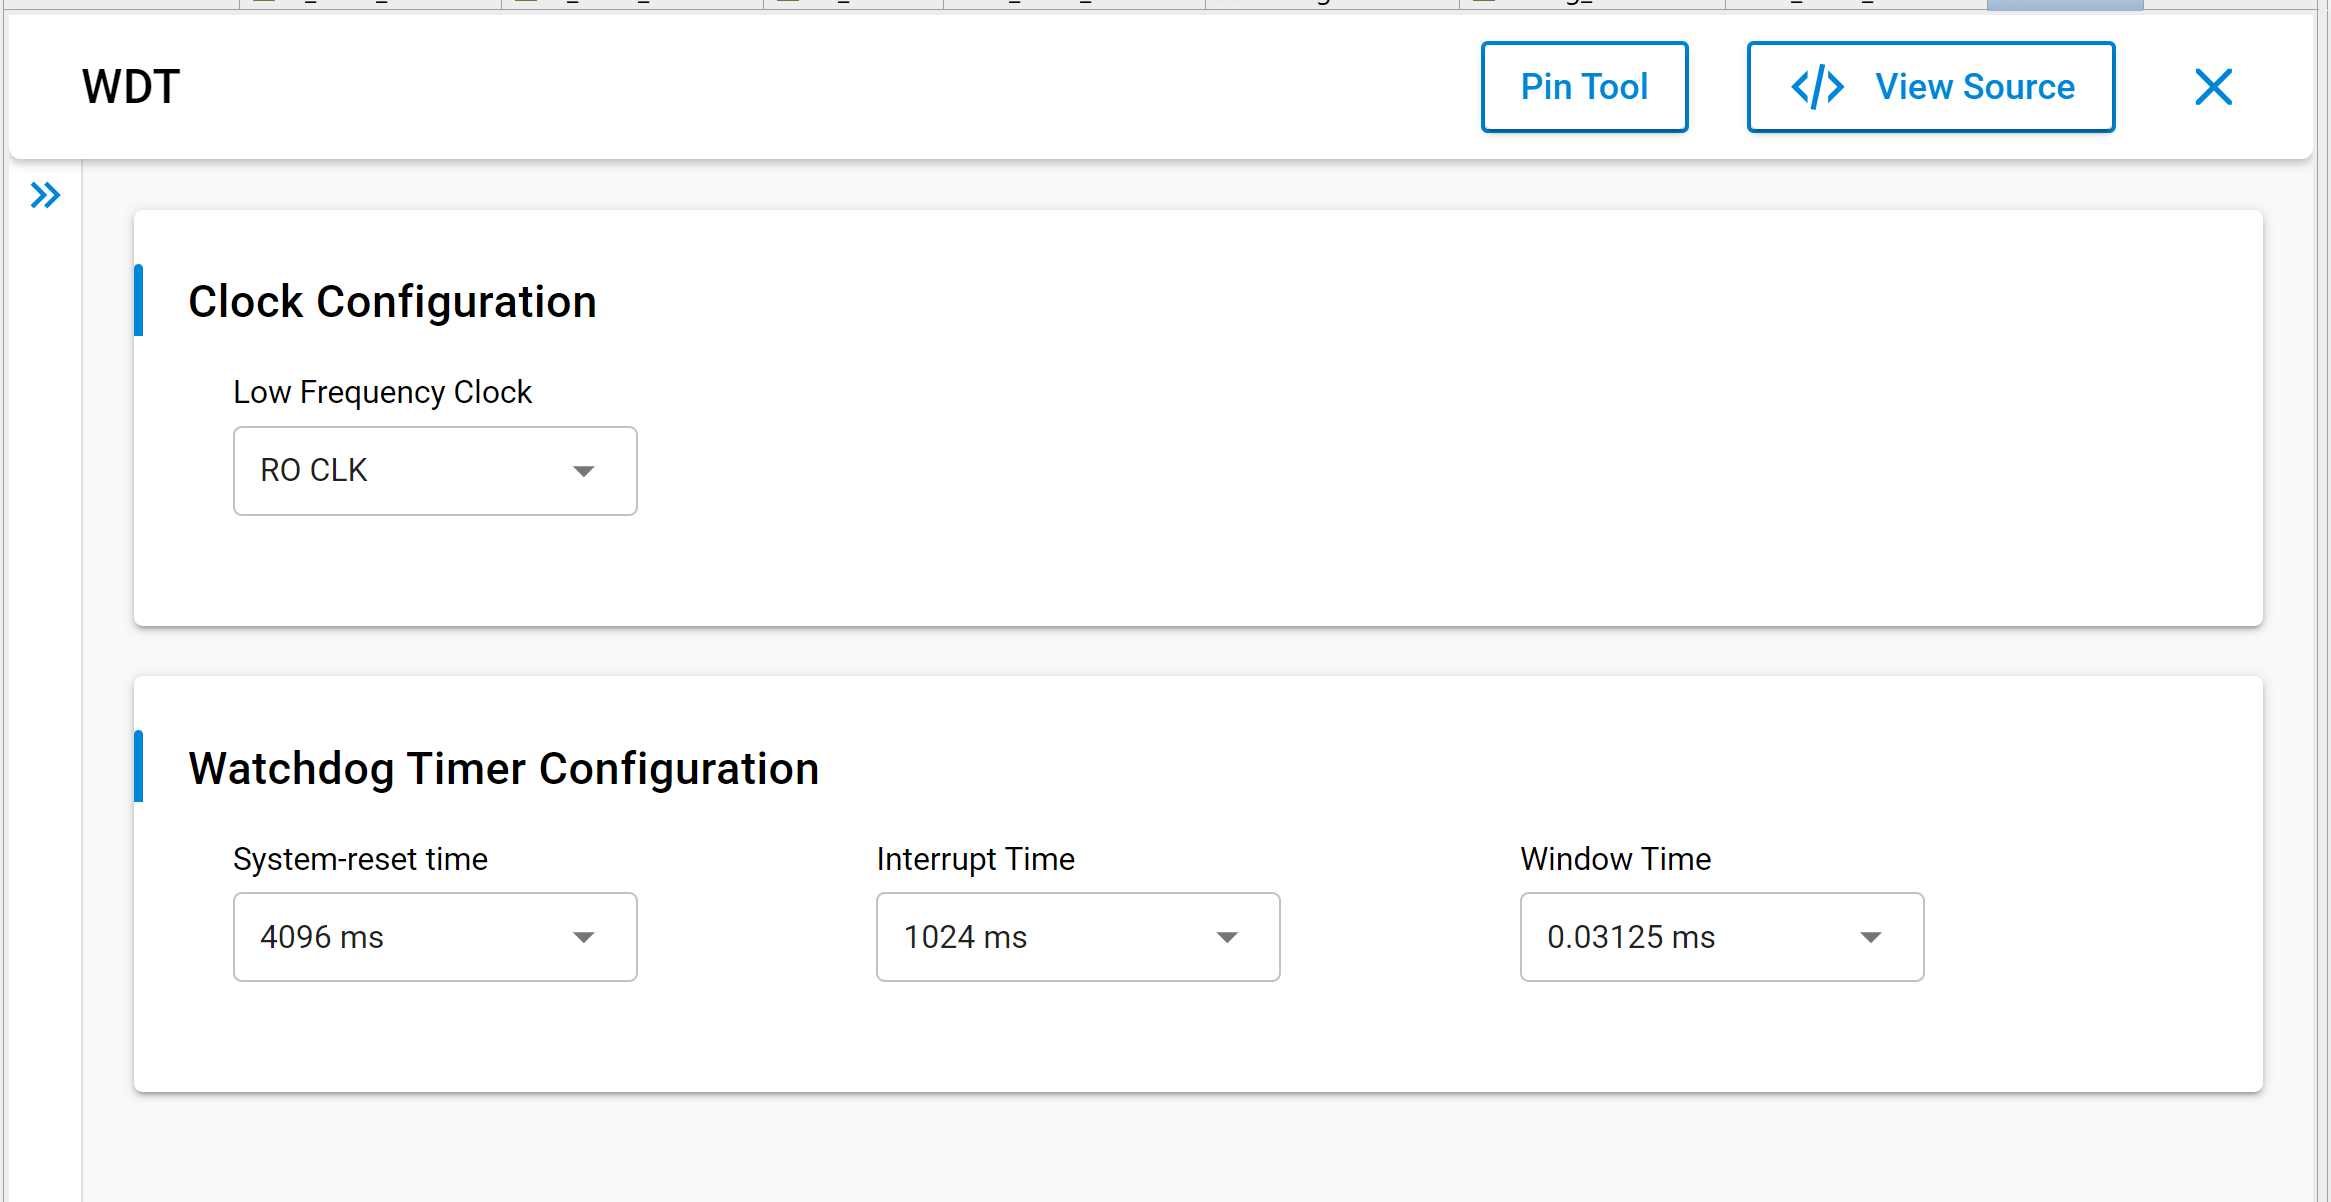 WDT
Pin Tool
</> View Source
Clock Configuration
Low Frequency Clock
RO CLK
Watchdog Timer Configuration
System-reset time
Interrupt Time
Window Time
4096 ms
1024 ms
0.03125 ms